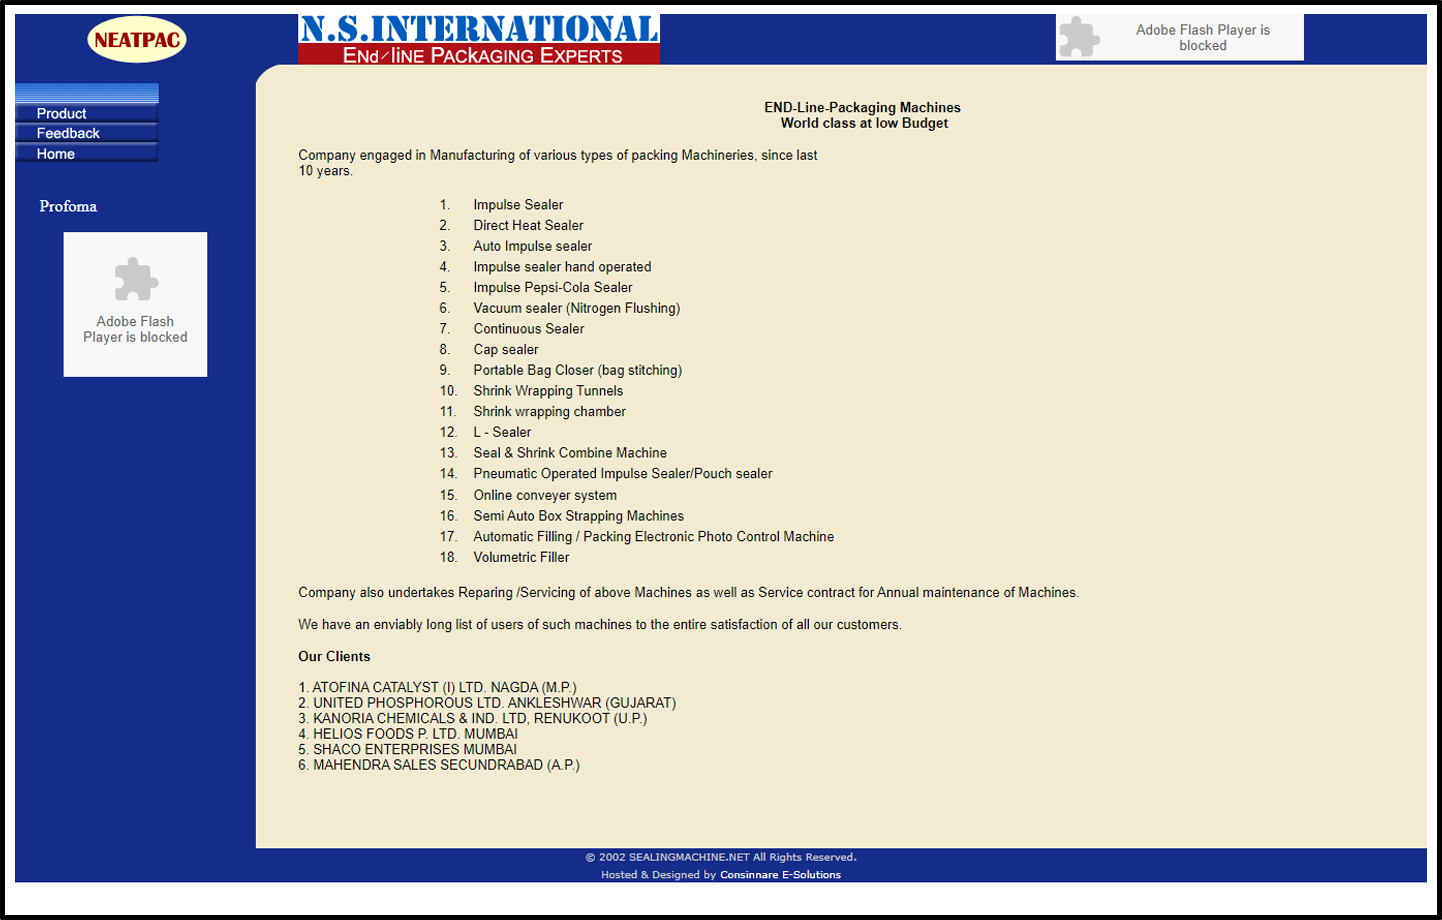 NEATPAC
N.S.INTERNATIONAL
ENd/lINE PACkAGING EXPERTS
Adobe Flash Player is
blocked
Product
Feedback
Home
Profoma
Adobe Flash
Player is blocked
END-Line-Packaging Machines
World class at low Budget
Company engaged in Manufacturing of various types of packing Machineries, since last
10 years.
1. Impulse Sealer
2. Direct Heat Sealer
3. Auto Impulse sealer
4. Impulse sealer hand operated
5. Impulse Pepsi-Cola Sealer
6. Vacuum sealer (Nitrogen Flushing)
7. Continuous Sealer
8. Cap sealer
9. Portable Bag Closer (bag stitching)
10. Shrink Wrapping Tunnels
11. Shrink wrapping chamber
12. L - Sealer
13. Seal & Shrink Combine Machine
14. Pneumatic Operated Impulse Sealer/Pouch sealer
15. Online conveyer system
16. Semi Auto Box Strapping Machines
17. Automatic Filling / Packing Electronic Photo Control Machine
18. Volumetric Filler
Company also undertakes Reparing /Servicing of above Machines as well as Service contract for Annual maintenance of Machines.
We have an enviably long list of users of such machines to the entire satisfaction of all our customers.
Our Clients
1. ATOFINA CATALYST (I) LTD. NAGDA (M.P.)
2. UNITED PHOSPHOROUS LTD. ANKLESHWAR (GUJARAT)
3. KANORIA CHEMICALS & IND. LTD, RENUKOOT (U.P.)
4. HELIOS FOODS P. LTD. MUMBAI
5. SHACO ENTERPRISES MUMBAI
6. MAHENDRA SALES SECUNDRABAD (A.P.)
© 2002 SEALINGMACHINE.NET All Rights Reserved.
Hosted & Designed by Consinnare E-Solutions